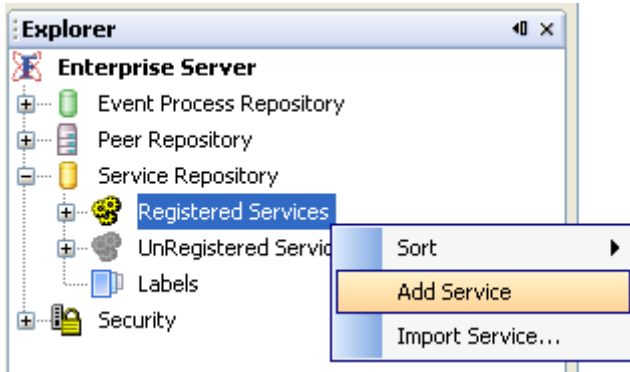 Explorer
Enterprise Server
Event Process Repository
Peer Repository
Service Repository
Registered Services
UnRegistered Servic
Sort
Labels
Add Service
Security
Import Service...